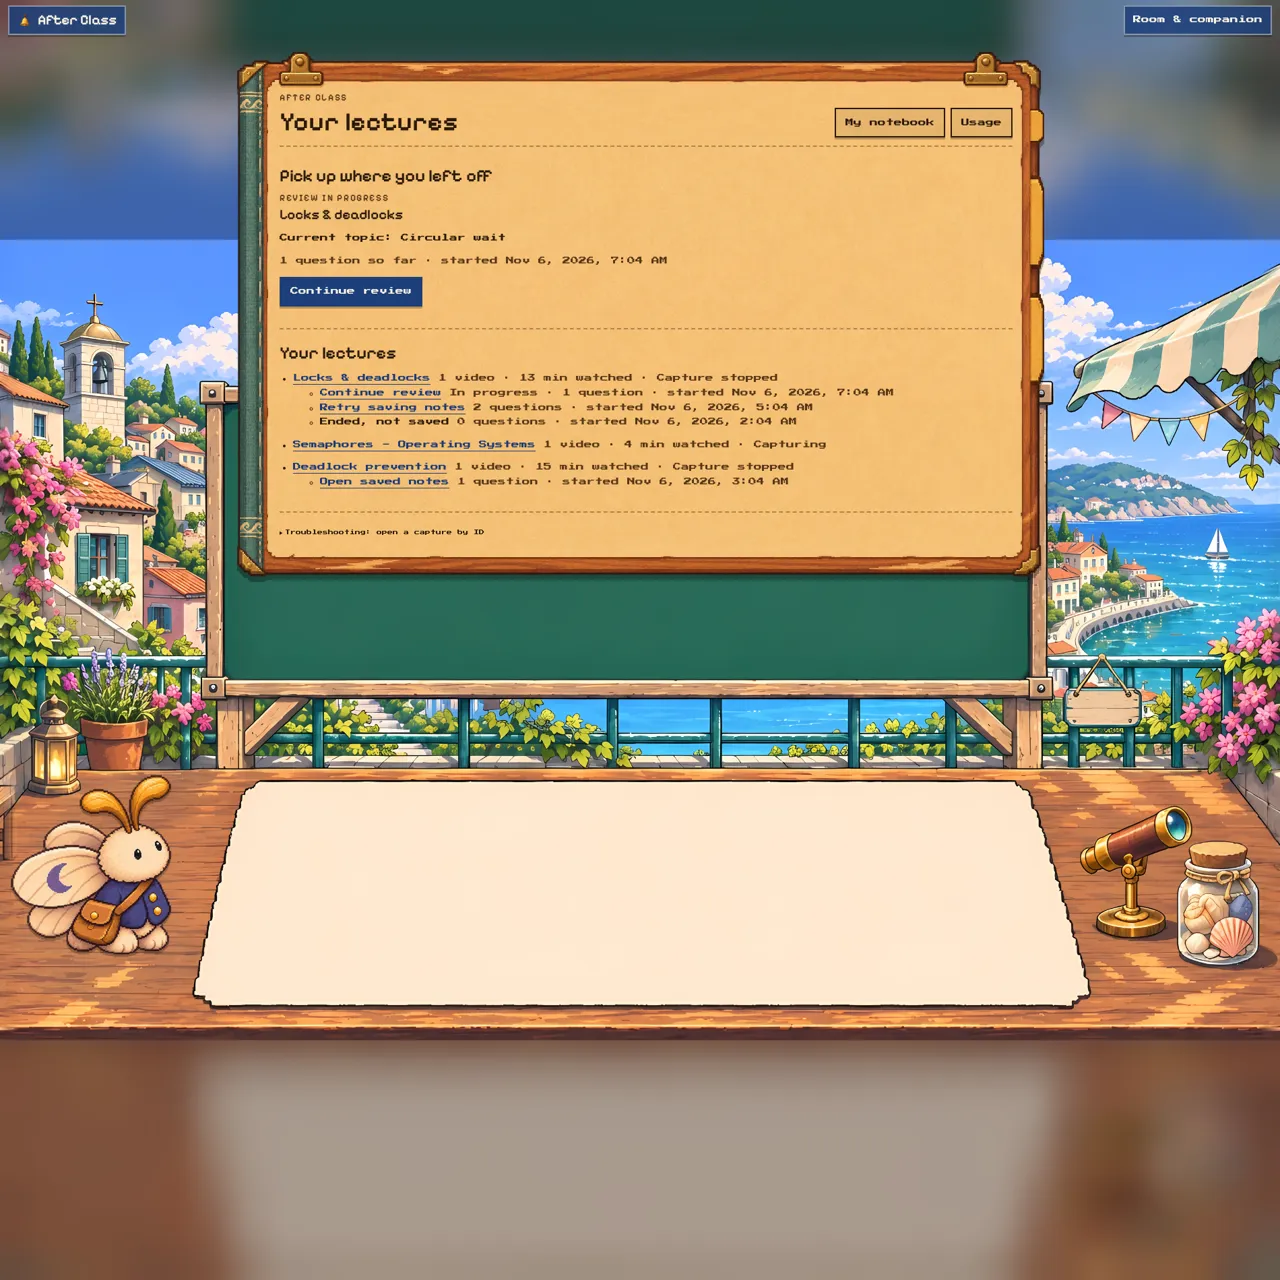 After Class
Room & companion
AFTER CLASS
Your lectures
My notebook
Usage
Pick up where you left off
REVIEW IN PROGRESS
Locks & deadlocks
Current topic: Circular wait
1 question so far · started Nov 6, 2026, 7:04 AM
Continue review
Your lectures
Locks & deadlocks 1 video · 13 min watched · Capture stopped
Continue review In progress · 1 question · started Nov 6, 2026, 7:04 AM
Retry saving notes 2 questions · started Nov 6, 2026, 5:04 AM
Ended, not saved 0 questions · started Nov 6, 2026, 2:04 AM
Semaphores - Operating Systems 1 video · 4 min watched · Capturing
Deadlock prevention 1 video · 15 min watched · Capture stopped
Open saved notes 1 question · started Nov 6, 2026, 3:04 AM
Troubleshooting: open a capture by ID